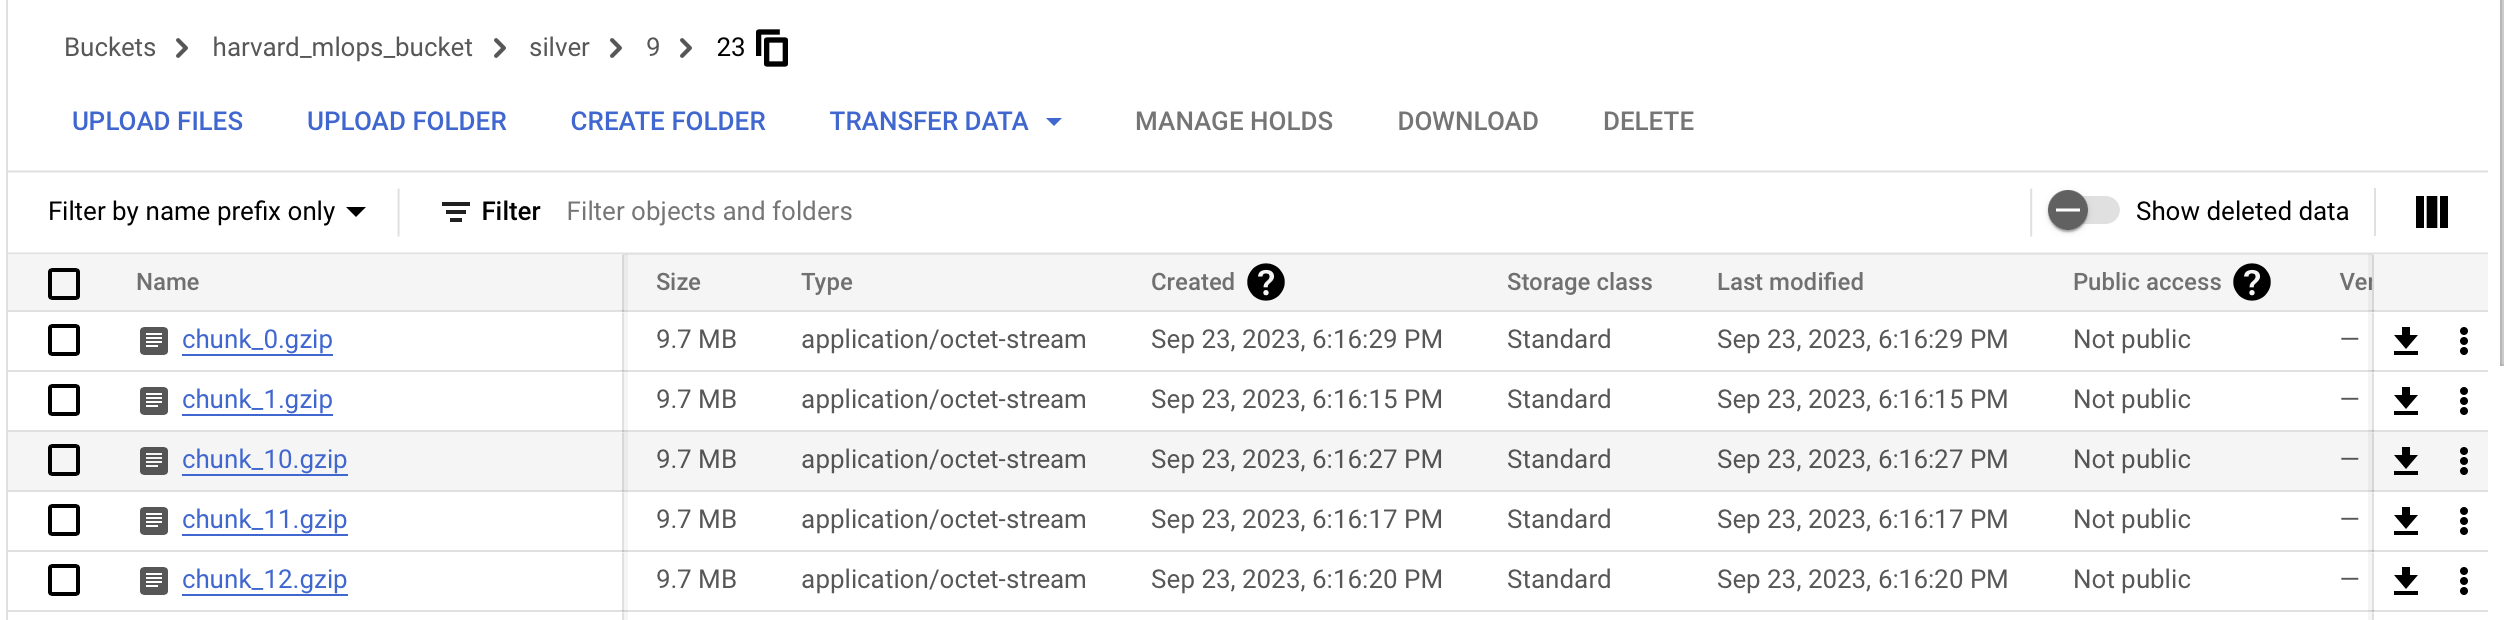 Buckets > harvard_mlops_bucket > silver > 9 > 23
UPLOAD FILES UPLOAD FOLDER CREATE FOLDER TRANSFER DATA MANAGE HOLDS DOWNLOAD DELETE
Filter by name prefix only Filter Filter objects and folders Show deleted data
Name Size Type Created ? Storage class Last modified Public access ? Ver
chunk_0.gzip 9.7 MB application/octet-stream Sep 23, 2023, 6:16:29 PM Standard Sep 23, 2023, 6:16:29 PM Not public —
chunk_1.gzip 9.7 MB application/octet-stream Sep 23, 2023, 6:16:15 PM Standard Sep 23, 2023, 6:16:15 PM Not public —
chunk_10.gzip 9.7 MB application/octet-stream Sep 23, 2023, 6:16:27 PM Standard Sep 23, 2023, 6:16:27 PM Not public —
chunk_11.gzip 9.7 MB application/octet-stream Sep 23, 2023, 6:16:17 PM Standard Sep 23, 2023, 6:16:17 PM Not public —
chunk_12.gzip 9.7 MB application/octet-stream Sep 23, 2023, 6:16:20 PM Standard Sep 23, 2023, 6:16:20 PM Not public —